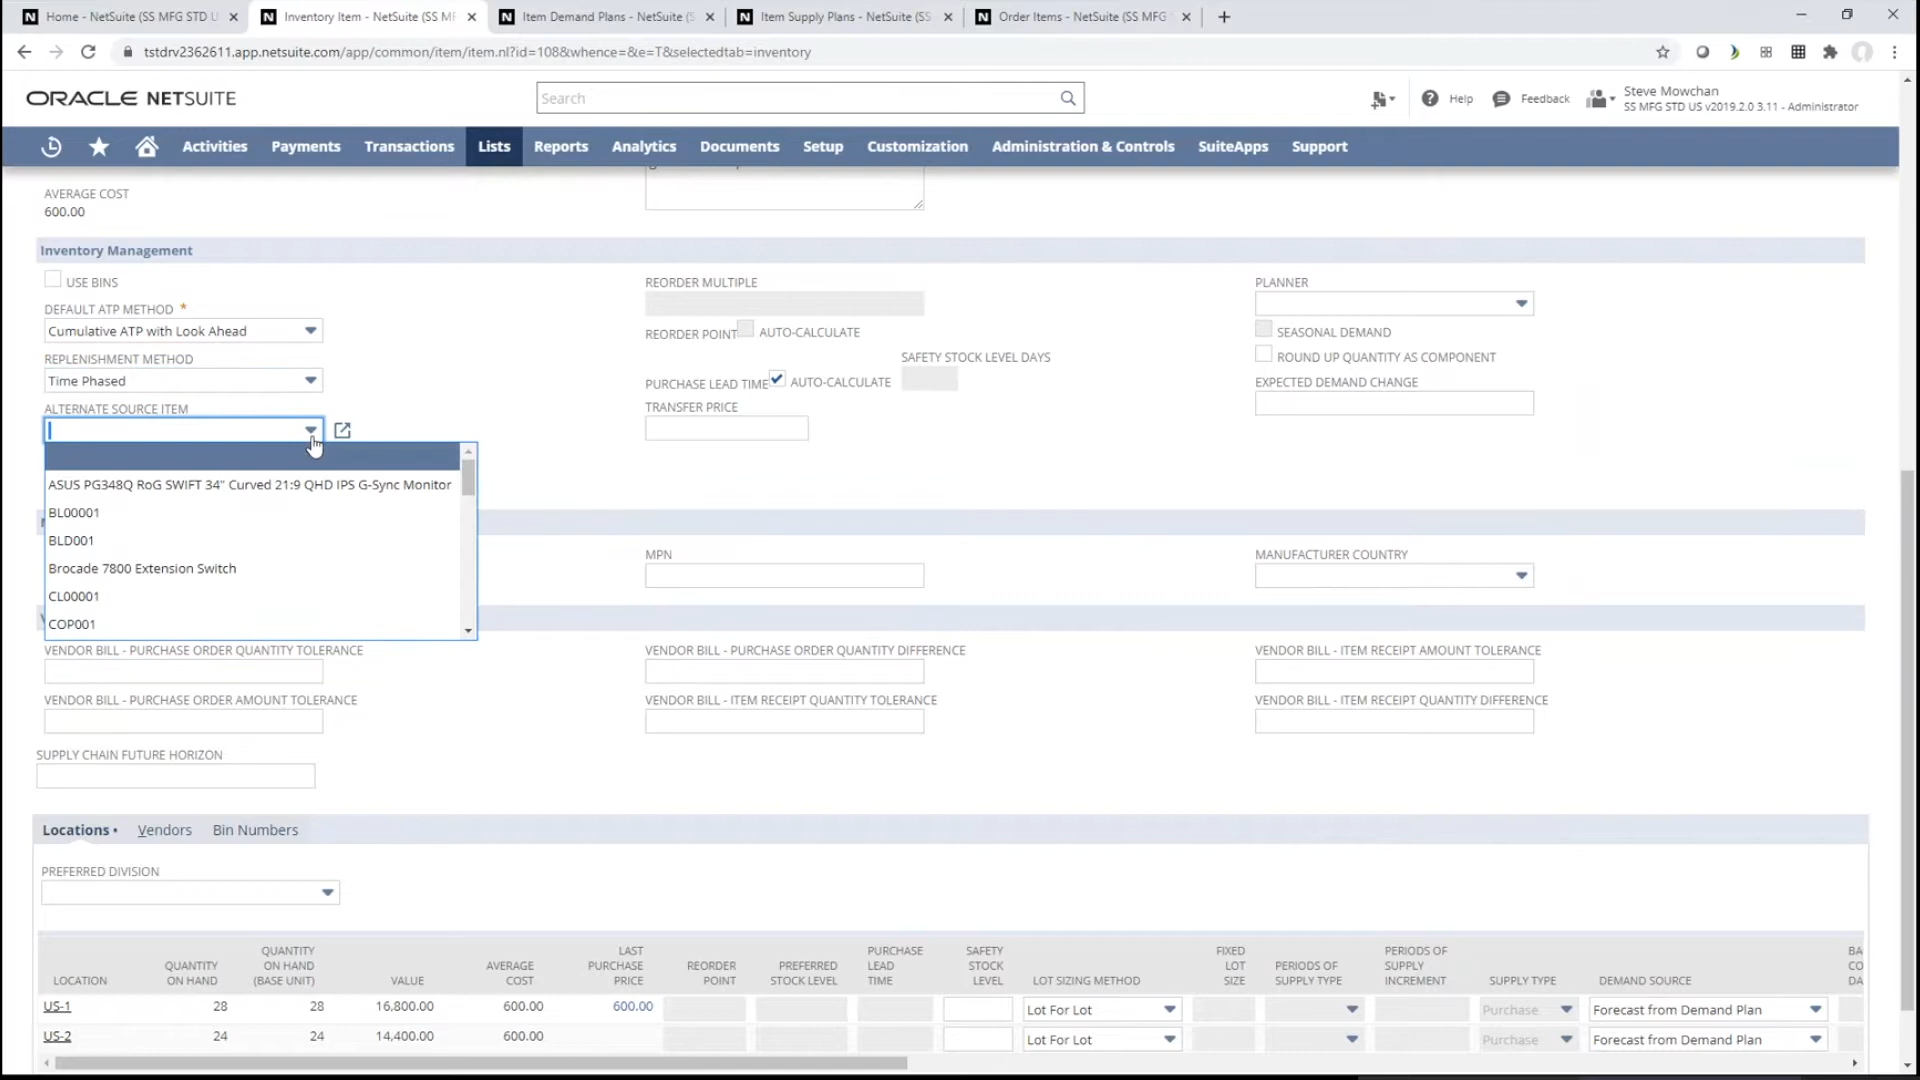 Home - NetSuite (SS MFG STD U
Inventory Item - NetSuite (SS MF
Item Demand Plans - NetSuite (S
Item Supply Plans - NetSuite (SS
Order Items - NetSuite (SS MFG
tstdrv2362611.app.netsuite.com/app/common/item/item.nl?id=108&whence=&e=T&selectedtab=inventory
ORACLE NETSUITE
Search
Help
Feedback
Steve Mowchan
SS MFG STD US v2019.2.0 3.11 - Administrator
Activities
Payments
Transactions
Lists
Reports
Analytics
Documents
Setup
Customization
Administration & Controls
SuiteApps
Support
AVERAGE COST
600.00
Inventory Management
USE BINS
DEFAULT ATP METHOD *
Cumulative ATP with Look Ahead
REPLENISHMENT METHOD
Time Phased
ALTERNATE SOURCE ITEM
ASUS PG348Q RoG SWIFT 34" Curved 21:9 QHD IPS G-Sync Monitor
BL00001
BLD001
Brocade 7800 Extension Switch
CL00001
COP001
REORDER MULTIPLE
REORDER POINT
AUTO-CALCULATE
SAFETY STOCK LEVEL DAYS
PURCHASE LEAD TIME
AUTO-CALCULATE
TRANSFER PRICE
PLANNER
SEASONAL DEMAND
ROUND UP QUANTITY AS COMPONENT
EXPECTED DEMAND CHANGE
MPN
MANUFACTURER COUNTRY
VENDOR BILL - PURCHASE ORDER QUANTITY TOLERANCE
VENDOR BILL - PURCHASE ORDER QUANTITY DIFFERENCE
VENDOR BILL - ITEM RECEIPT AMOUNT TOLERANCE
VENDOR BILL - PURCHASE ORDER AMOUNT TOLERANCE
VENDOR BILL - ITEM RECEIPT QUANTITY TOLERANCE
VENDOR BILL - ITEM RECEIPT QUANTITY DIFFERENCE
SUPPLY CHAIN FUTURE HORIZON
Locations •
Vendors
Bin Numbers
PREFERRED DIVISION
LOCATION
QUANTITY ON HAND
QUANTITY ON HAND (BASE UNIT)
VALUE
AVERAGE COST
LAST PURCHASE PRICE
REORDER POINT
PREFERRED STOCK LEVEL
PURCHASE LEAD TIME
SAFETY STOCK LEVEL
LOT SIZING METHOD
FIXED LOT SIZE
PERIODS OF SUPPLY TYPE
PERIODS OF SUPPLY INCREMENT
SUPPLY TYPE
DEMAND SOURCE
BA
CO
DA
US-1 28 28 16,800.00 600.00 600.00 Lot For Lot Purchase Forecast from Demand Plan
US-2 24 24 14,400.00 600.00 Lot For Lot Purchase Forecast from Demand Plan